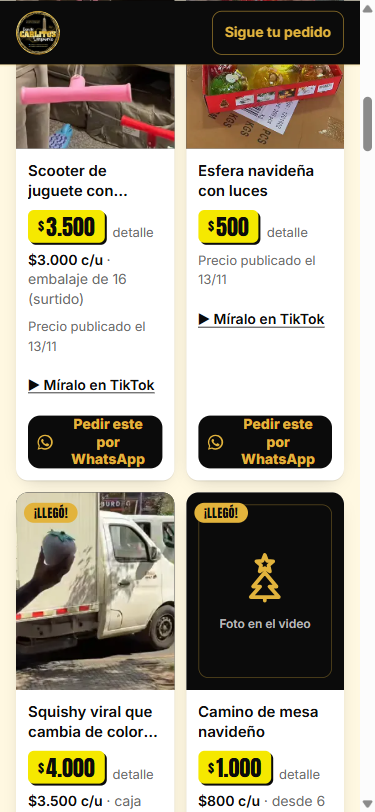 CARLITOS
Sigue tu pedido
Scooter de
juguete con...
$3.500 detalle
$3.000 c/u ·
embalaje de 16
(surtido)
Precio publicado el
13/11
▶ Míralo en TikTok
Pedir este
por
WhatsApp
Esfera navideña
con luces
$500 detalle
Precio publicado el
13/11
▶ Míralo en TikTok
Pedir este
por
WhatsApp
¡LLEGÓ!
Squishy viral que
cambia de color...
$4.000 detalle
$3.500 c/u · caja
¡LLEGÓ!
Foto en el video
Camino de mesa
navideño
$1.000 detalle
$800 c/u · desde 6